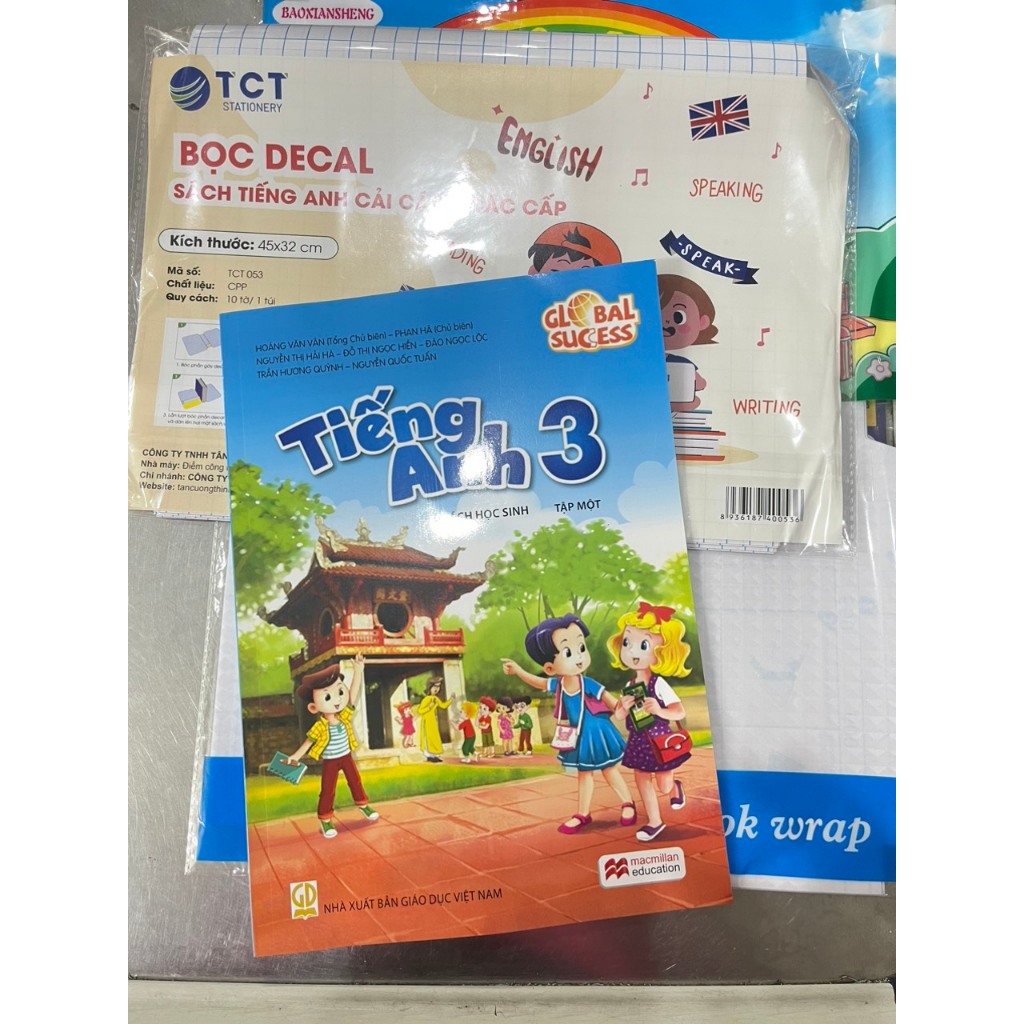 BAOXIANSHENG
TCT
STATIONERY
BỌC DECAL
SÁCH TIẾNG ANH CẢI CÁCH CÁC CẤP
Kích thước: 45x32 cm
Mã số: TCT 053
Chất liệu: CPP
Quy cách: 10 tờ/ 1 túi
CÔNG TY TNHH TÂN
Nhà máy: Điểm công
Chi nhánh: CÔNG TY
Website: tancuongthin
ENGLISH
SPEAKING
DING
SPEAK
WRITING
8 936187 400536
HOÀNG VĂN VÂN (Tổng Chủ biên) – PHAN HÀ (Chủ biên)
NGUYỄN THỊ HẢI HÀ – ĐỖ THỊ NGỌC HIỀN – ĐÀO NGỌC LỘC
TRẦN HƯƠNG QUỲNH – NGUYỄN QUỐC TUẤN
GLOBAL
SUCCESS
Tiếng
Anh 3
SÁCH HỌC SINH TẬP MỘT
macmillan
education
GD
NHÀ XUẤT BẢN GIÁO DỤC VIỆT NAM
ok wrap